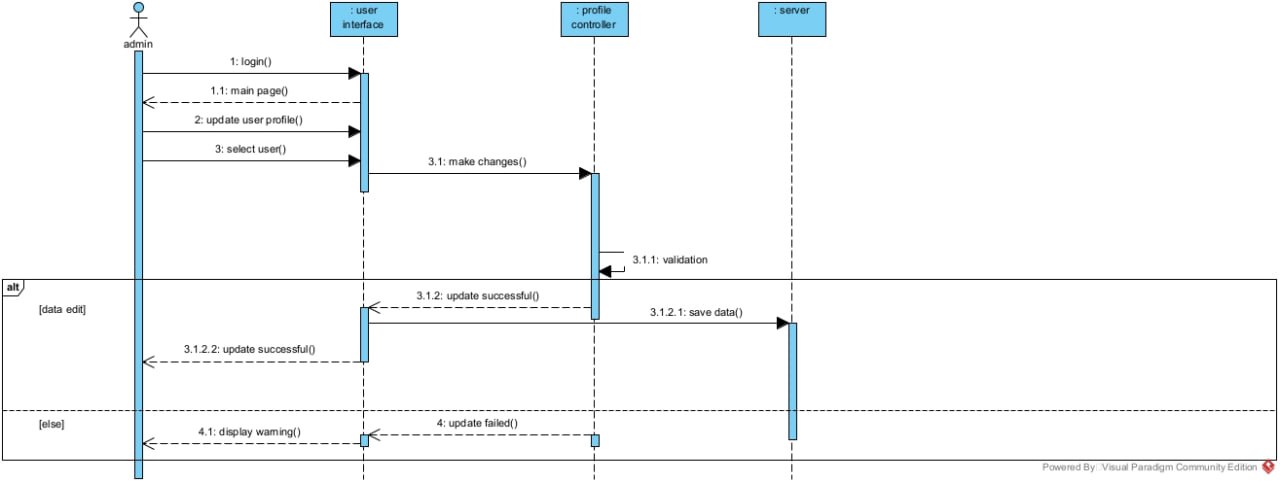 : user
interface
: profile
controller
: server
admin
1: login()
1.1: main page()
2: update user profile()
3: select user()
3.1: make changes()
3.1.1: validation
alt
[data edit]
3.1.2: update successful()
3.1.2.1: save data()
3.1.2.2: update successful()
[else]
4: update failed()
4.1: display warning()
Powered By Visual Paradigm Community Edition